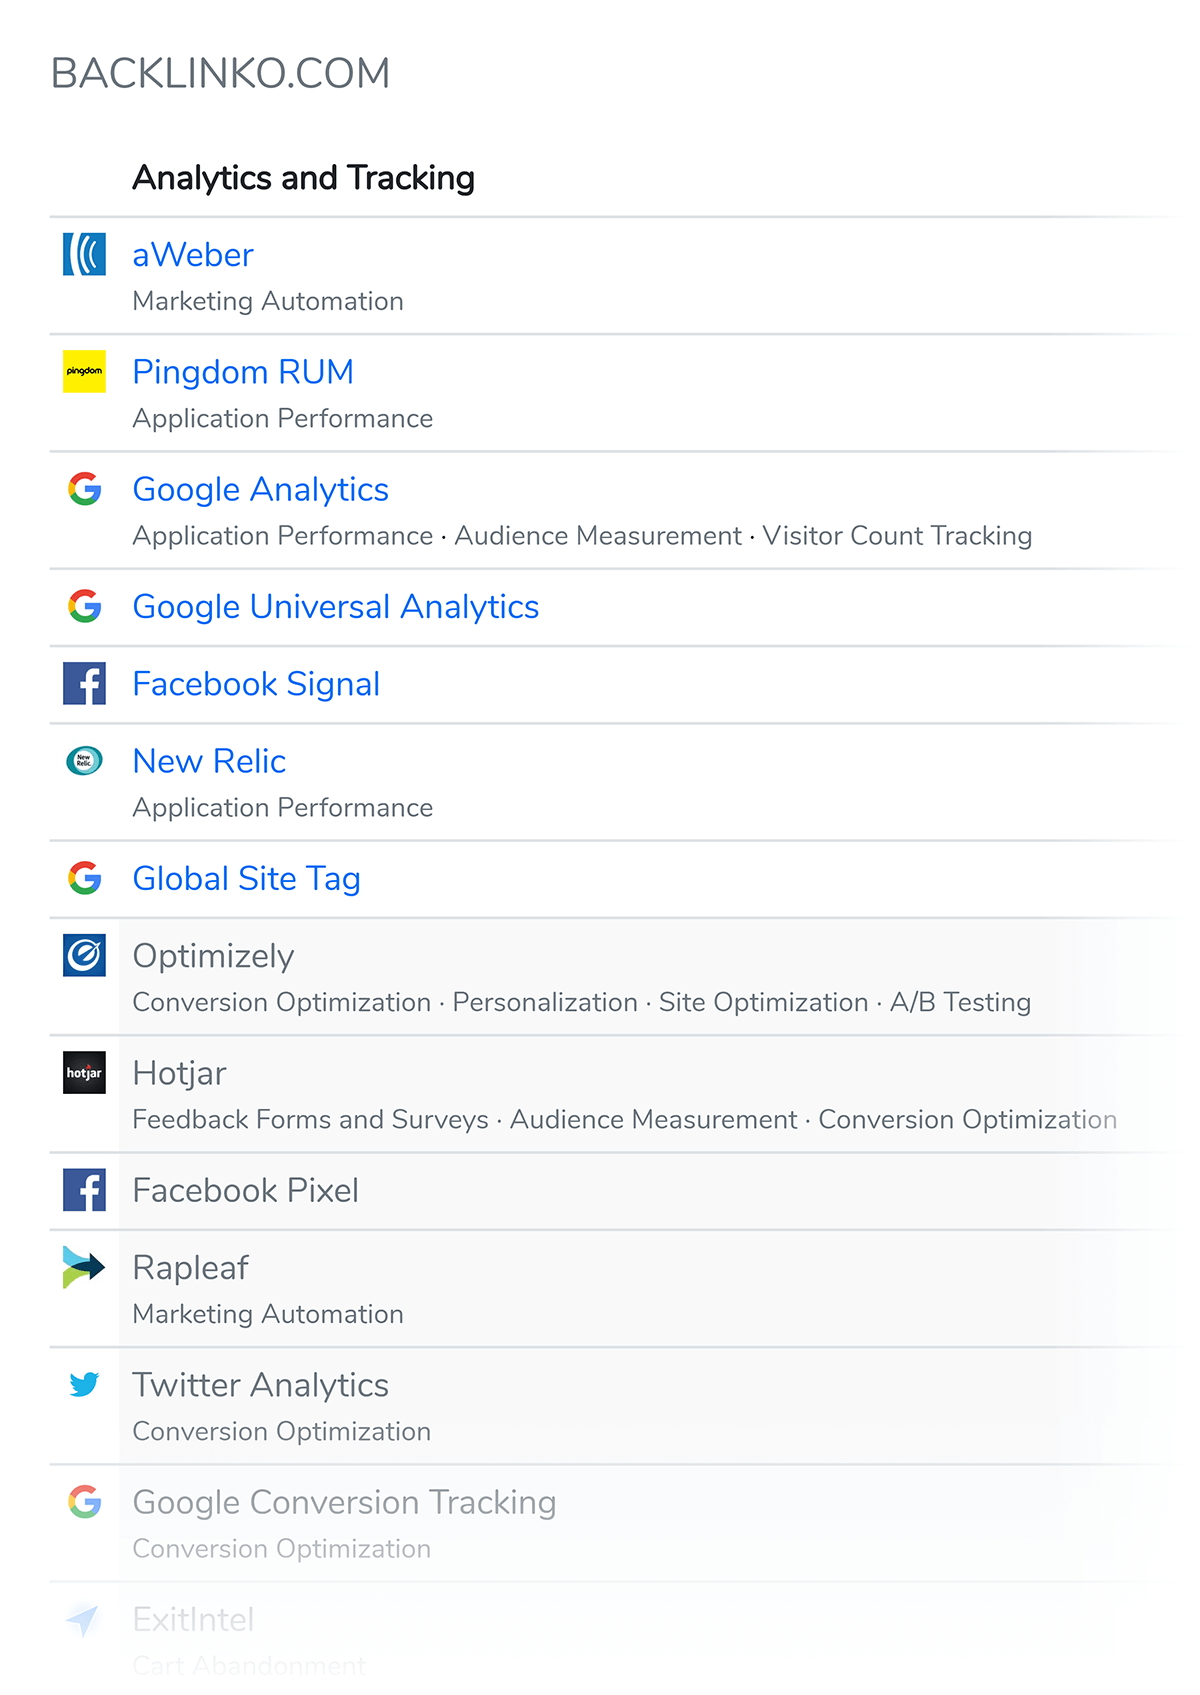 BACKLINKO.COM
Analytics and Tracking
aWeber
Marketing Automation
pingdom
Pingdom RUM
Application Performance
Google Analytics
Application Performance · Audience Measurement · Visitor Count Tracking
Google Universal Analytics
Facebook Signal
New
Relic
New Relic
Application Performance
Global Site Tag
Optimizely
Conversion Optimization · Personalization · Site Optimization · A/B Testing
hotjar
Hotjar
Feedback Forms and Surveys · Audience Measurement · Conversion Optimization
Facebook Pixel
Rapleaf
Marketing Automation
Twitter Analytics
Conversion Optimization
Google Conversion Tracking
Conversion Optimization
ExitIntel
Cart Abandonment